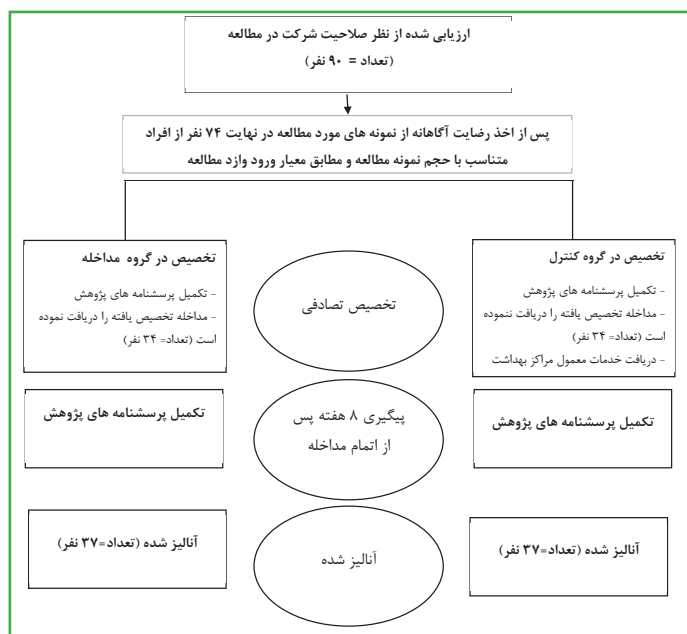 ارزیابی شده از نظر صلاحیت شرکت در مطالعه
(تعداد = ۹۰ نفر)
پس از اخذ رضایت آگاهانه از نمونه های مورد مطالعه در نهایت ۷۴ نفر از افراد
متناسب با حجم نمونه مطالعه و مطابق معیار ورود وازد مطالعه
تخصیص در گروه کنترل
- تکمیل پرسشنامه های پژوهش
- مداخله تخصیص یافته را دریافت ننموده
است (تعداد= ۳۴ نفر)
- دریافت خدمات معمول مراکز بهداشت
تخصیص تصادفی
تخصیص در گروه مداخله
- تکمیل پرسشنامه های پژوهش
- مداخله تخصیص یافته را دریافت نموده
است (تعداد= ۳۴ نفر)
تکمیل پرسشنامه های پژوهش
پیگیری ۸ هفته پس
از اتمام مداخله
تکمیل پرسشنامه های پژوهش
آنالیز شده (تعداد=۳۷ نفر)
آنالیز شده
آنالیز شده (تعداد=۳۷ نفر)